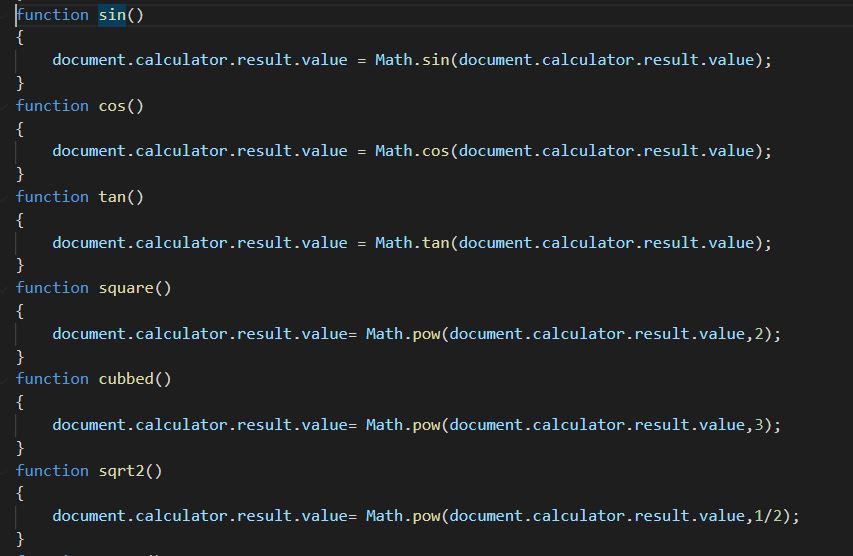 function sin()
{
    document.calculator.result.value = Math.sin(document.calculator.result.value);
}
function cos()
{
    document.calculator.result.value = Math.cos(document.calculator.result.value);
}
function tan()
{
    document.calculator.result.value = Math.tan(document.calculator.result.value);
}
function square()
{
    document.calculator.result.value= Math.pow(document.calculator.result.value,2);
}
function cubbed()
{
    document.calculator.result.value= Math.pow(document.calculator.result.value,3);
}
function sqrt2()
{
    document.calculator.result.value= Math.pow(document.calculator.result.value,1/2);
}